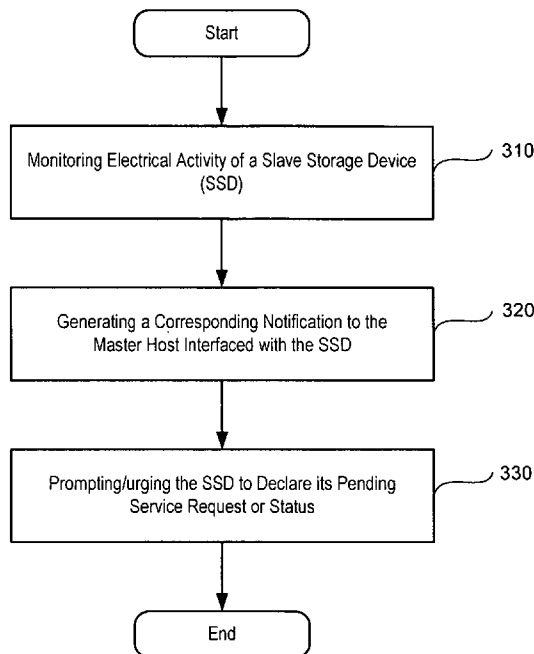 Start
Monitoring Electrical Activity of a Slave Storage Device
(SSD)
310
Generating a Corresponding Notification to the
Master Host Interfaced with the SSD
320
Prompting/urging the SSD to Declare its Pending
Service Request or Status
330
End